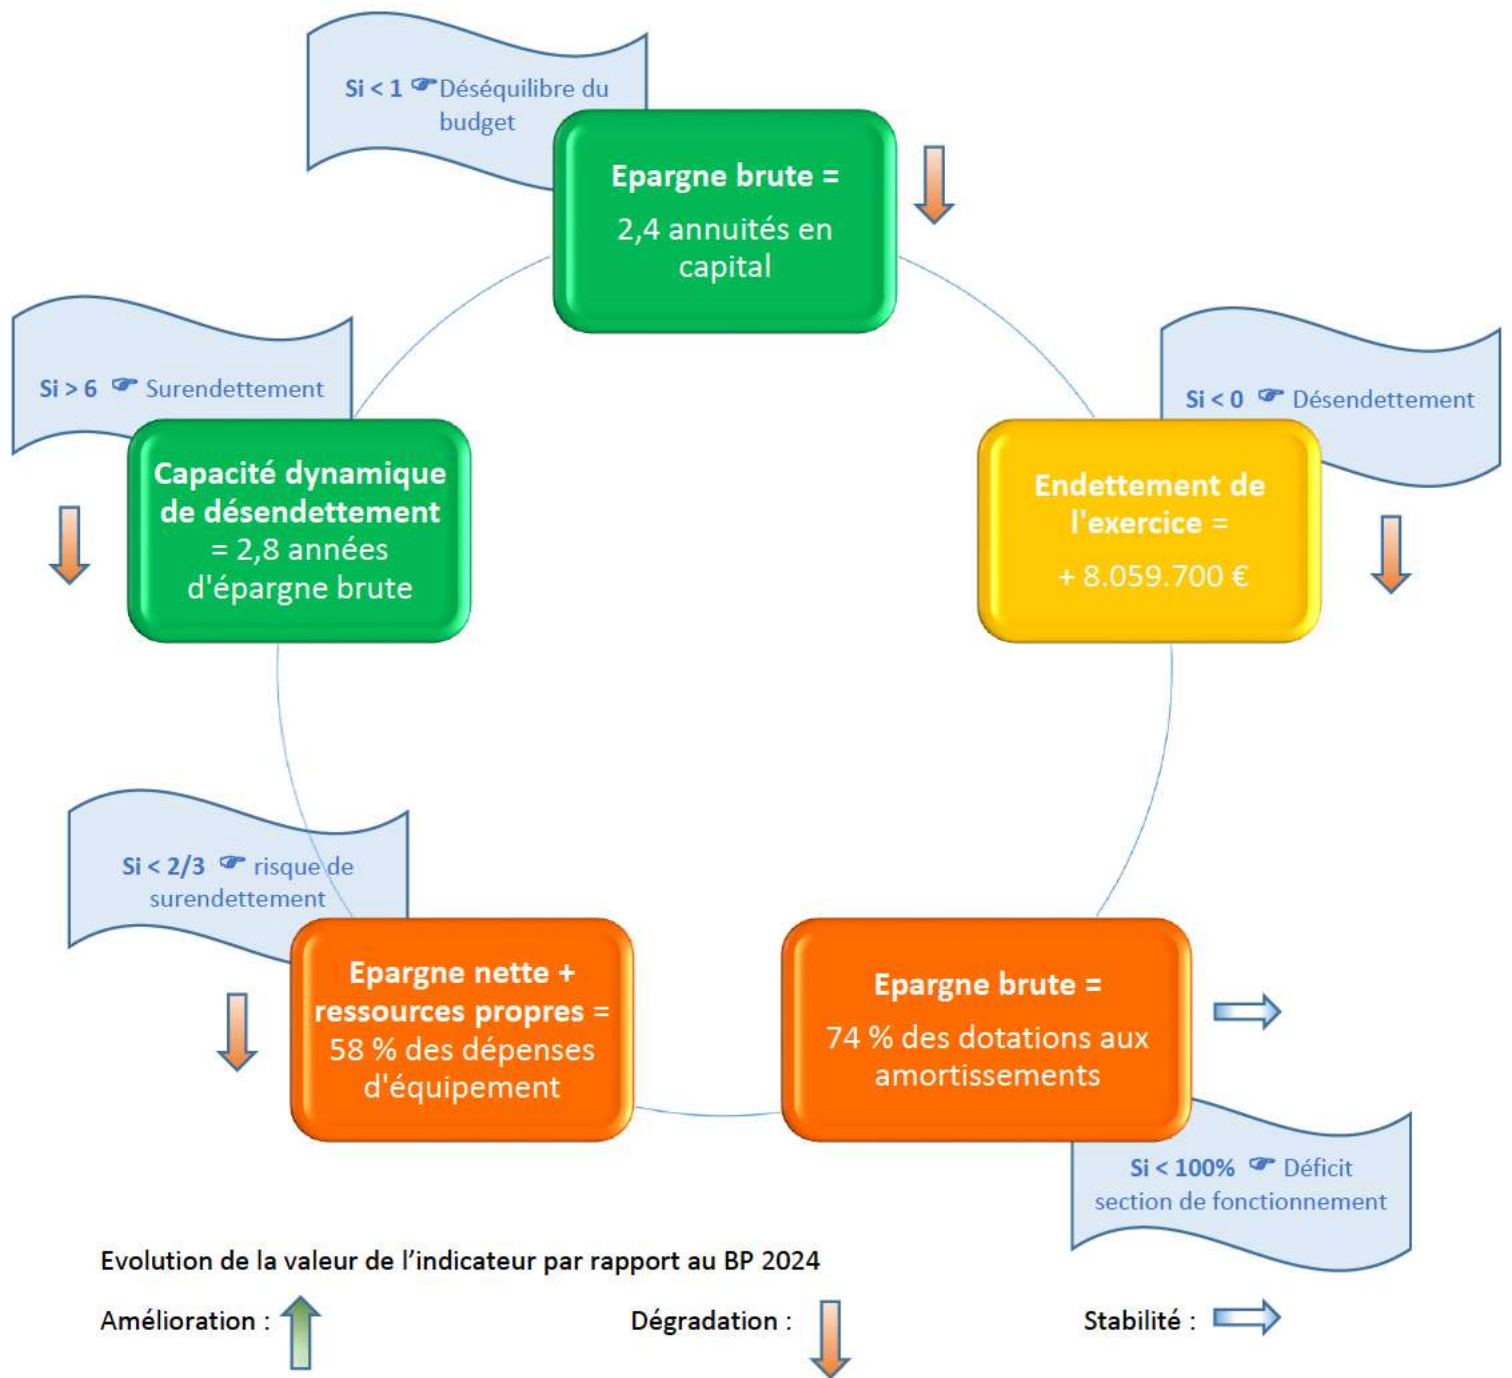 Si < 1 ☞ Déséquilibre du
budget
Epargne brute =
2,4 annuités en
capital
Si > 6 ☞ Surendettement
Capacité dynamique
de désendettement
= 2,8 années
d'épargne brute
Si < 0 ☞ Désendettement
Endettement de
l'exercice =
+ 8.059.700 €
Si < 2/3 ☞ risque de
surendettement
Epargne nette +
ressources propres =
58 % des dépenses
d'équipement
Epargne brute =
74 % des dotations aux
amortissements
Si < 100% ☞ Déficit
section de fonctionnement
Evolution de la valeur de l’indicateur par rapport au BP 2024
Amélioration :
Dégradation :
Stabilité :